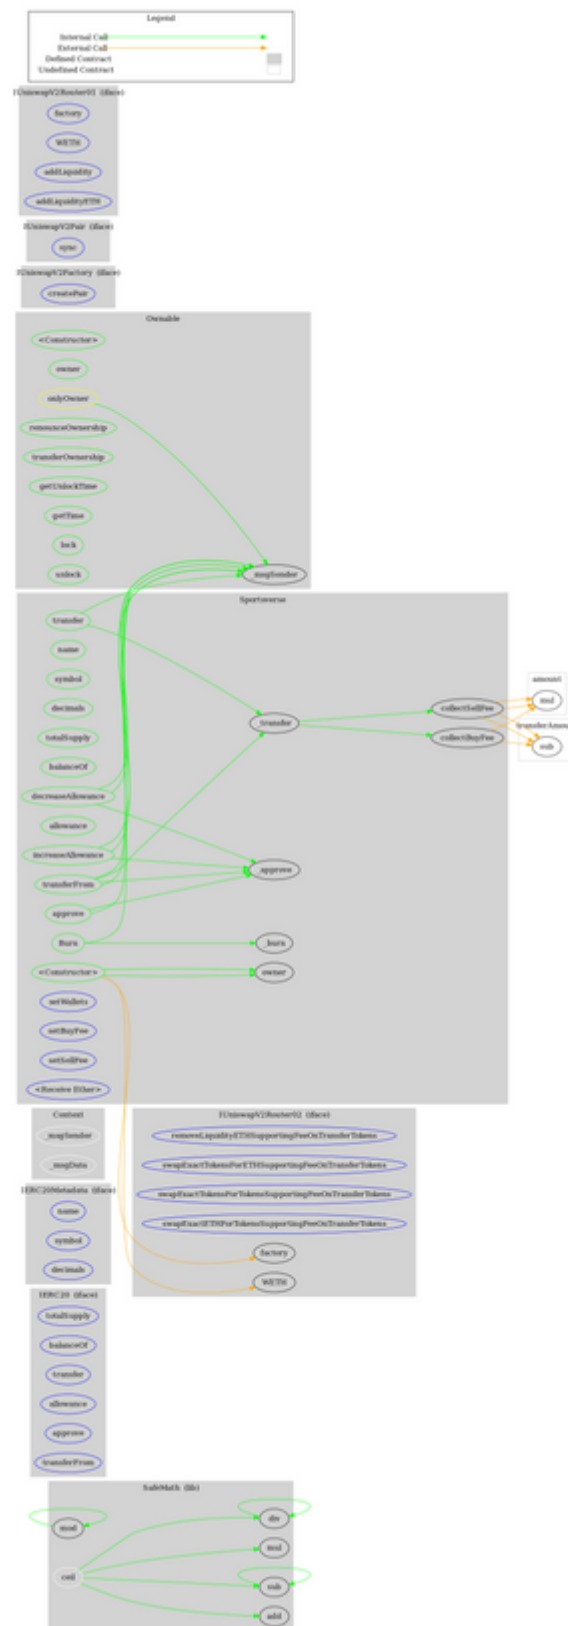 Legend
Internal Call
External Call
Defined Contract
Undefined Contract
IUniswapV2Router01 (iface)
factory
WETH
addLiquidity
addLiquidityETH
IUniswapV2Pair (iface)
sync
IUniswapV2Factory (iface)
createPair
Ownable
<Constructor>
owner
onlyOwner
renounceOwnership
transferOwnership
getUnlockTime
getTime
lock
unlock
_msgSender
Sportsverse
transfer
name
symbol
decimals
totalSupply
balanceOf
decreaseAllowance
allowance
increaseAllowance
transferFrom
approve
Burn
<Constructor>
setWallets
setBuyFee
setSellFee
<Receive Ether>
_transfer
_approve
_burn
owner
collectSellFee
collectBuyFee
amount
mul
transferAmou
sub
Context
_msgSender
_msgData
IUniswapV2Router02 (iface)
removeLiquidityETHSupportingFeeOnTransferTokens
swapExactTokensForETHSupportingFeeOnTransferTokens
swapExactTokensForTokensSupportingFeeOnTransferTokens
swapExactETHForTokensSupportingFeeOnTransferTokens
factory
WETH
IERC20Metadata (iface)
name
symbol
decimals
IERC20 (iface)
totalSupply
balanceOf
transfer
allowance
approve
transferFrom
SafeMath (lib)
mod
ceil
div
mul
sub
add